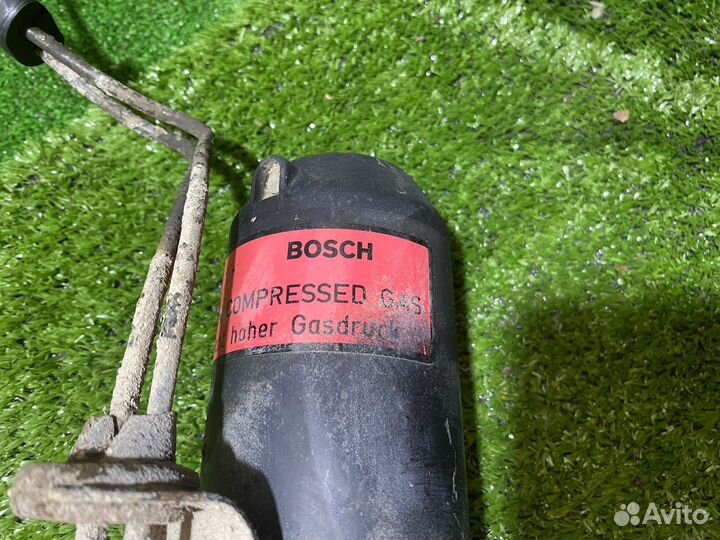 BOSCH
COMPRESSED GAS
hoher Gasdruck
Avito